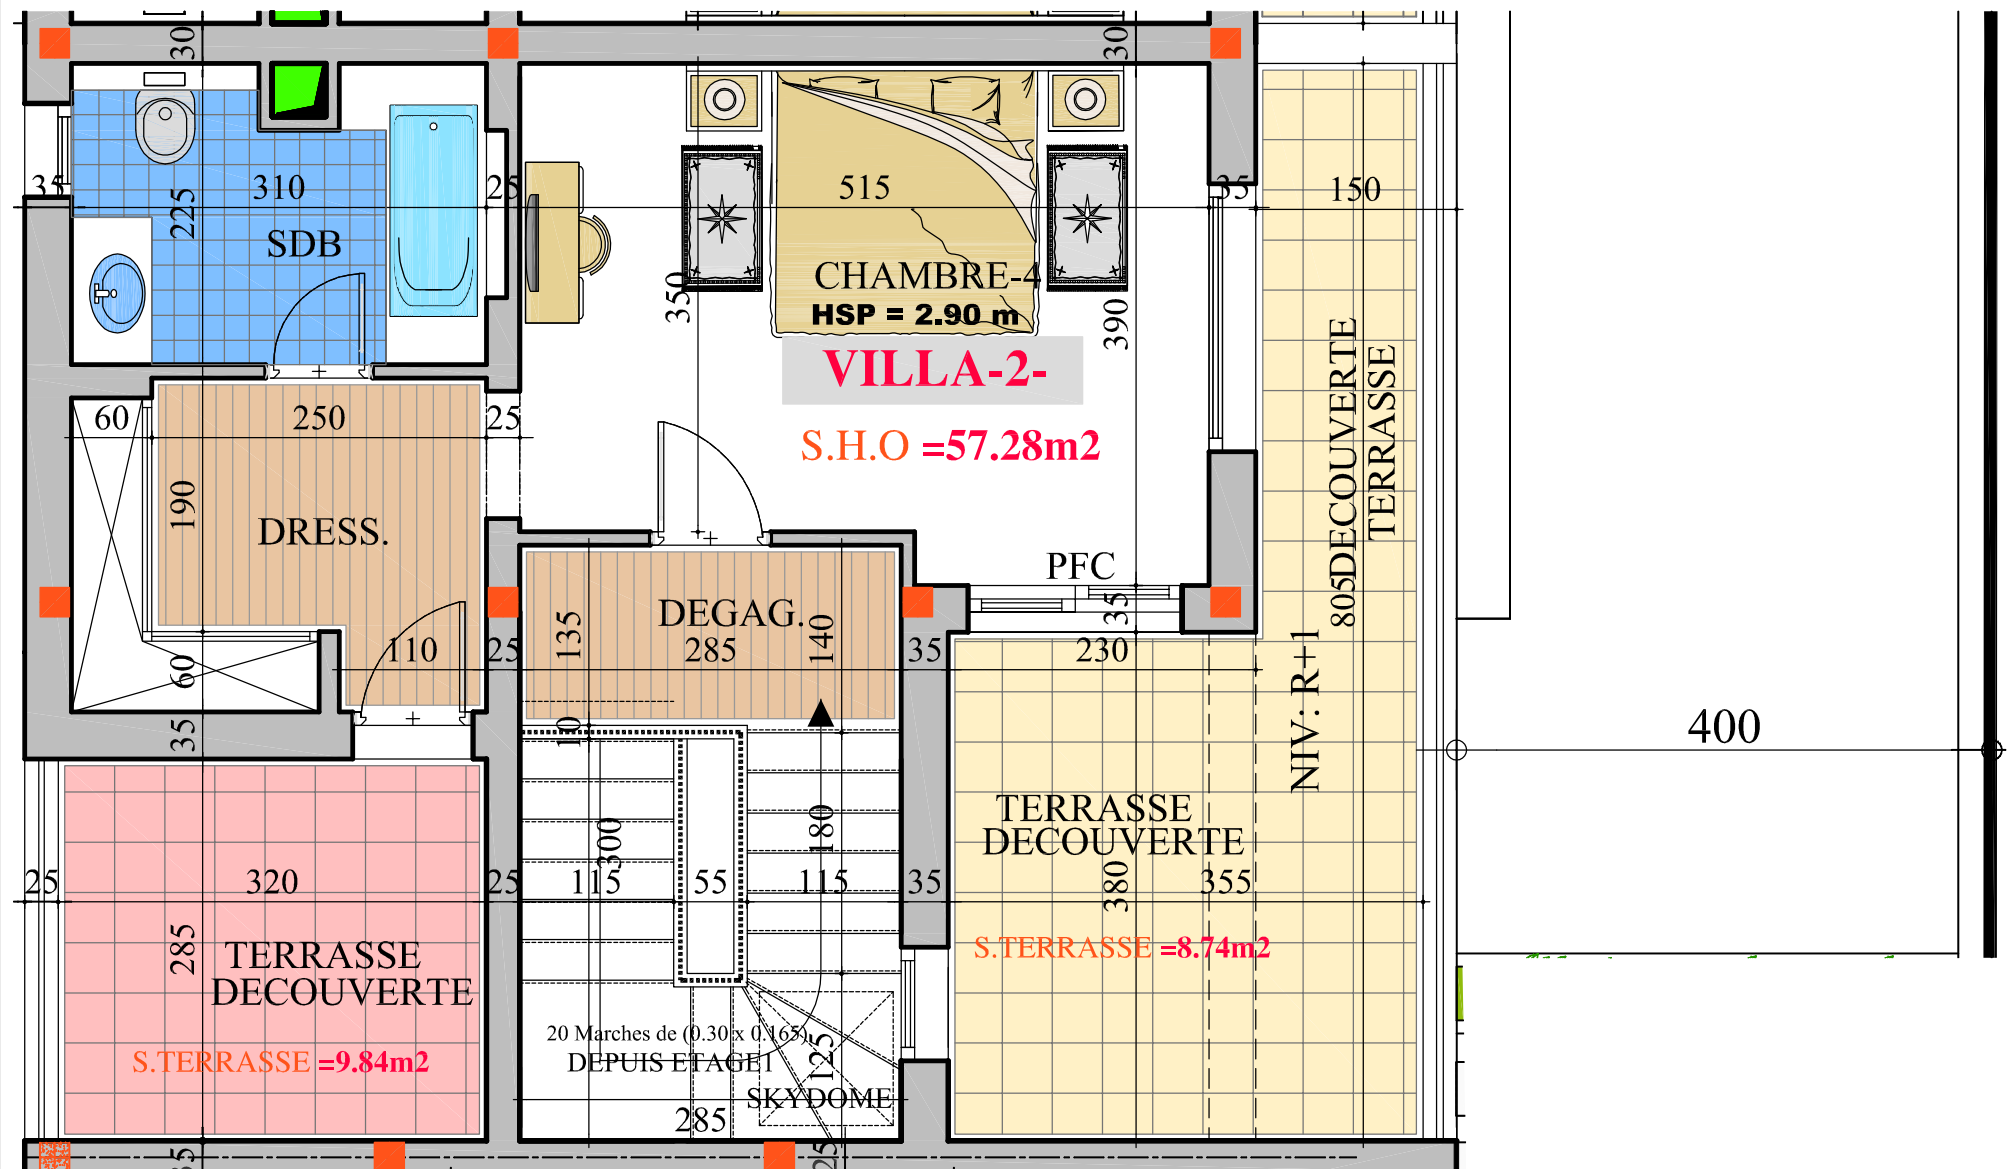 30
30
35
310
25
515
35
150
225
SDB
350
CHAMBRE-4
HSP = 2.90 m
390
VILLA-2-
S.H.O =57.28m2
805DECOUVERTE
TERRASSE
60
250
25
190
DRESS.
PFC
35
DEGAG.
135
285
140
110
25
35
230
60
35
10
NIV: R+1
400
300
180
TERRASSE
DECOUVERTE
25
320
25
115
55
115
35
380
355
285
TERRASSE
DECOUVERTE
S.TERRASSE =8.74m2
S.TERRASSE =9.84m2
20 Marches de (0.30 x 0.165)
DEPUIS ETAGE1
125
SKYDOME
285
25